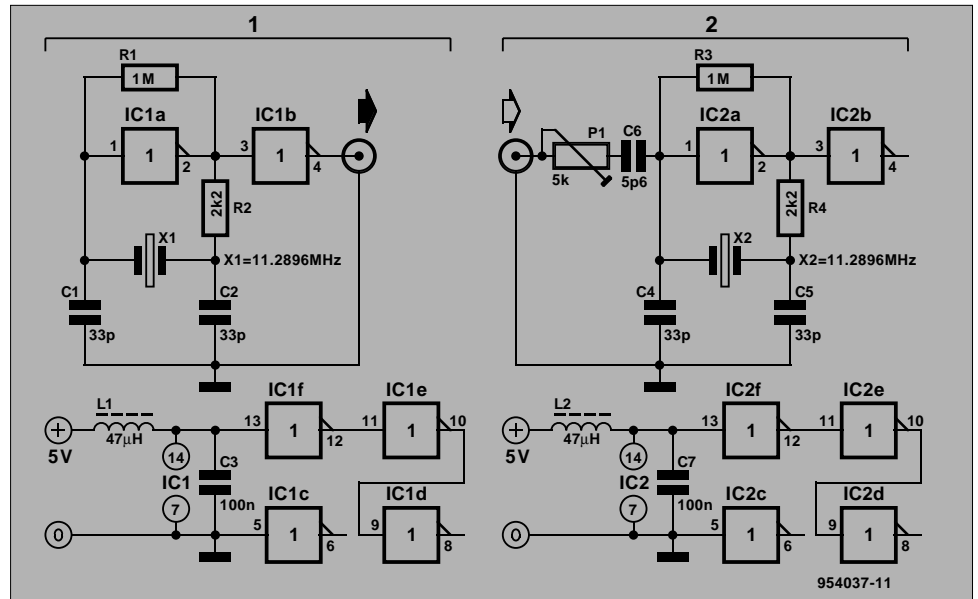 1
2
R1
1M
IC1a
IC1b
1
1
2
3
1
4
2k2
R2
X1
X1=11.2896MHz
C1
33p
C2
33p
R3
1M
IC2a
IC2b
P1
5k
C6
5p6
1
1
2
3
1
4
2k2
R4
X2
X2=11.2896MHz
C4
33p
C5
33p
L1
47µH
+
5V
14
IC1
7
C3
100n
0
IC1f
13
1
12
IC1e
11
1
10
IC1c
5
1
6
IC1d
9
1
8
L2
47µH
+
5V
14
IC2
7
C7
100n
0
IC2f
13
1
12
IC2e
11
1
10
IC2c
5
1
6
IC2d
9
1
8
954037-11